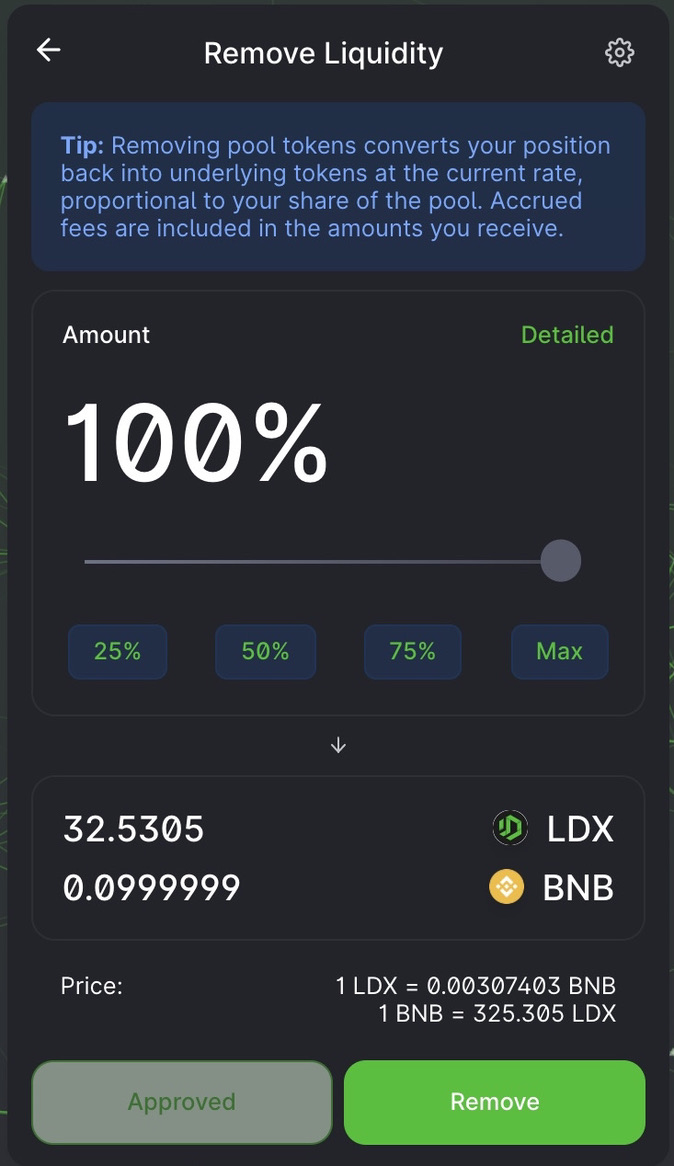 Remove Liquidity
Tip: Removing pool tokens converts your position
back into underlying tokens at the current rate,
proportional to your share of the pool. Accrued
fees are included in the amounts you receive.
Amount Detailed
100%
25% 50% 75% Max
32.5305 LDX
0.0999999 BNB
Price: 1 LDX = 0.00307403 BNB
1 BNB = 325.305 LDX
Approved Remove